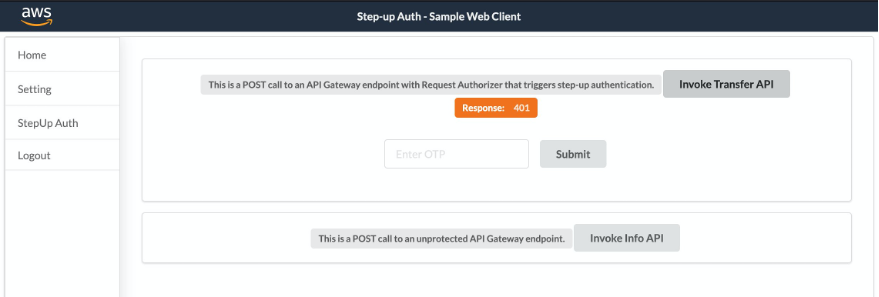 aws
Step-up Auth - Sample Web Client
Home
Setting
StepUp Auth
Logout
This is a POST call to an API Gateway endpoint with Request Authorizer that triggers step-up authentication. Invoke Transfer API
Response: 401
Enter OTP Submit
This is a POST call to an unprotected API Gateway endpoint. Invoke Info API